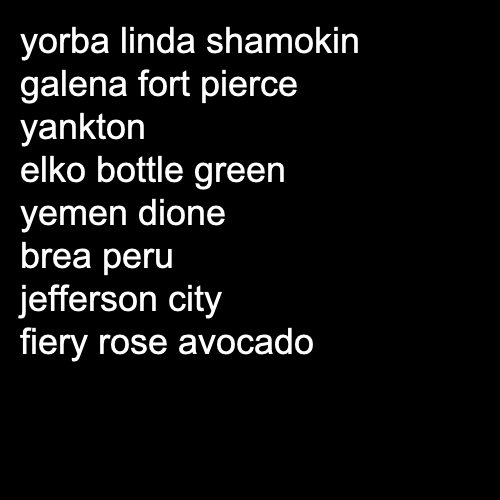 yorba linda shamokin
galena fort pierce
yankton
elko bottle green
yemen dione
brea peru
jefferson city
fiery rose avocado